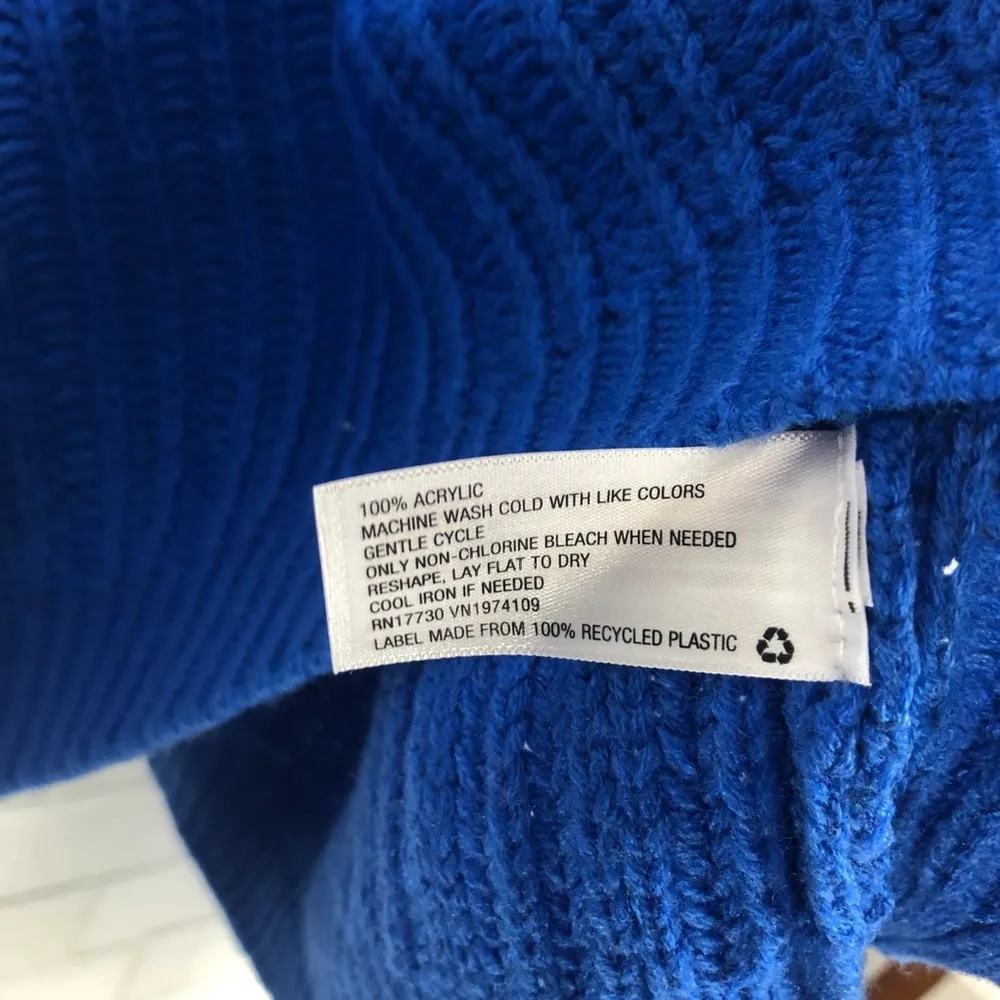 100% ACRYLIC
MACHINE WASH COLD WITH LIKE COLORS
GENTLE CYCLE
ONLY NON-CHLORINE BLEACH WHEN NEEDED
RESHAPE, LAY FLAT TO DRY
COOL IRON IF NEEDED
RN17730 VN1974109
LABEL MADE FROM 100% RECYCLED PLASTIC